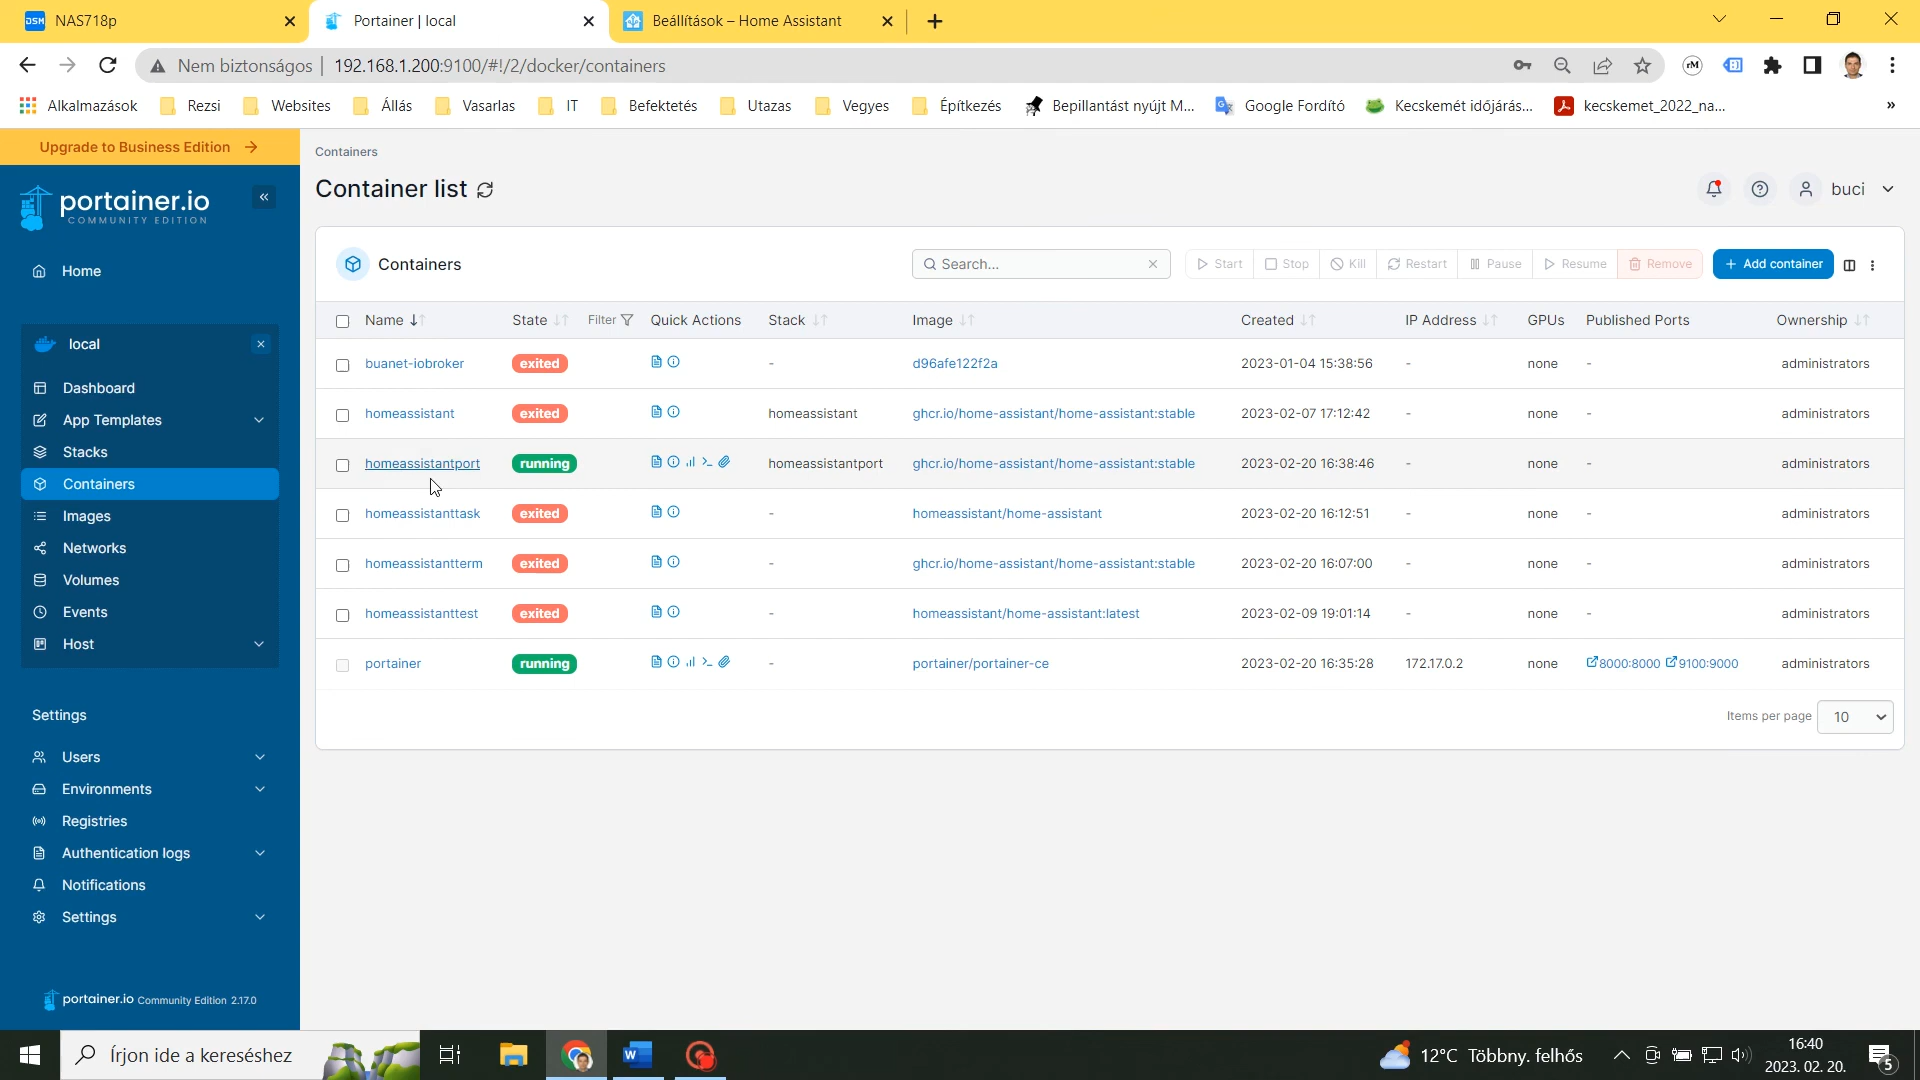 DSM NAS718p
Portainer | local
Beállítások – Home Assistant
Nem biztonságos | 192.168.1.200:9100/#!/2/docker/containers
rM
Alkalmazások Rezsi Websites Állás Vasarlas IT Befektetés Utazas Vegyes Építkezés Bepillantást nyújt M... Google Fordító Kecskemét időjárás... kecskemet_2022_na... »
Upgrade to Business Edition
portainer.io
COMMUNITY EDITION
Home
local
Dashboard
App Templates
Stacks
Containers
Images
Networks
Volumes
Events
Host
Settings
Users
Environments
Registries
Authentication logs
Notifications
Settings
portainer.io Community Edition 2.17.0
Containers
Container list
buci
Containers
Search...
Start Stop Kill Restart Pause Resume Remove + Add container
Name State Filter Quick Actions Stack Image Created IP Address GPUs Published Ports Ownership
buanet-iobroker exited - d96afe122f2a 2023-01-04 15:38:56 - none - administrators
homeassistant exited homeassistant ghcr.io/home-assistant/home-assistant:stable 2023-02-07 17:12:42 - none - administrators
homeassistantport running homeassistantport ghcr.io/home-assistant/home-assistant:stable 2023-02-20 16:38:46 - none - administrators
homeassistanttask exited - homeassistant/home-assistant 2023-02-20 16:12:51 - none - administrators
homeassistantterm exited - ghcr.io/home-assistant/home-assistant:stable 2023-02-20 16:07:00 - none - administrators
homeassistanttest exited - homeassistant/home-assistant:latest 2023-02-09 19:01:14 - none - administrators
portainer running - portainer/portainer-ce 2023-02-20 16:35:28 172.17.0.2 none 8000:8000 9100:9000 administrators
Items per page 10
Írjon ide a kereséshez
W
12°C Többny. felhős
16:40
2023. 02. 20.
5